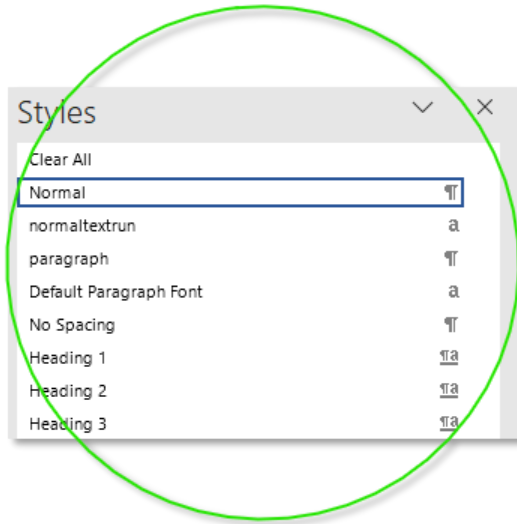 Styles
Clear All
Normal ¶
normaltextrun a
paragraph ¶
Default Paragraph Font a
No Spacing ¶
Heading 1 ¶a
Heading 2 ¶a
Heading 3 ¶a